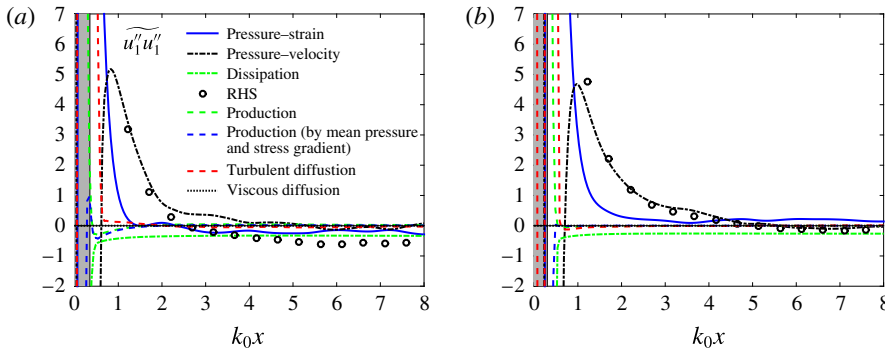 (a)
7
6
5
4
3
2
1
0
−1
−2
0 1 2 3 4 5 6 7 8
k₀x
u₁″u₁″
Pressure–strain
Pressure–velocity
Dissipation
RHS
Production
Production (by mean pressure
and stress gradient)
Turbulent diffustion
Viscous diffusion
(b)
7
6
5
4
3
2
1
0
−1
−2
0 1 2 3 4 5 6 7 8
k₀x